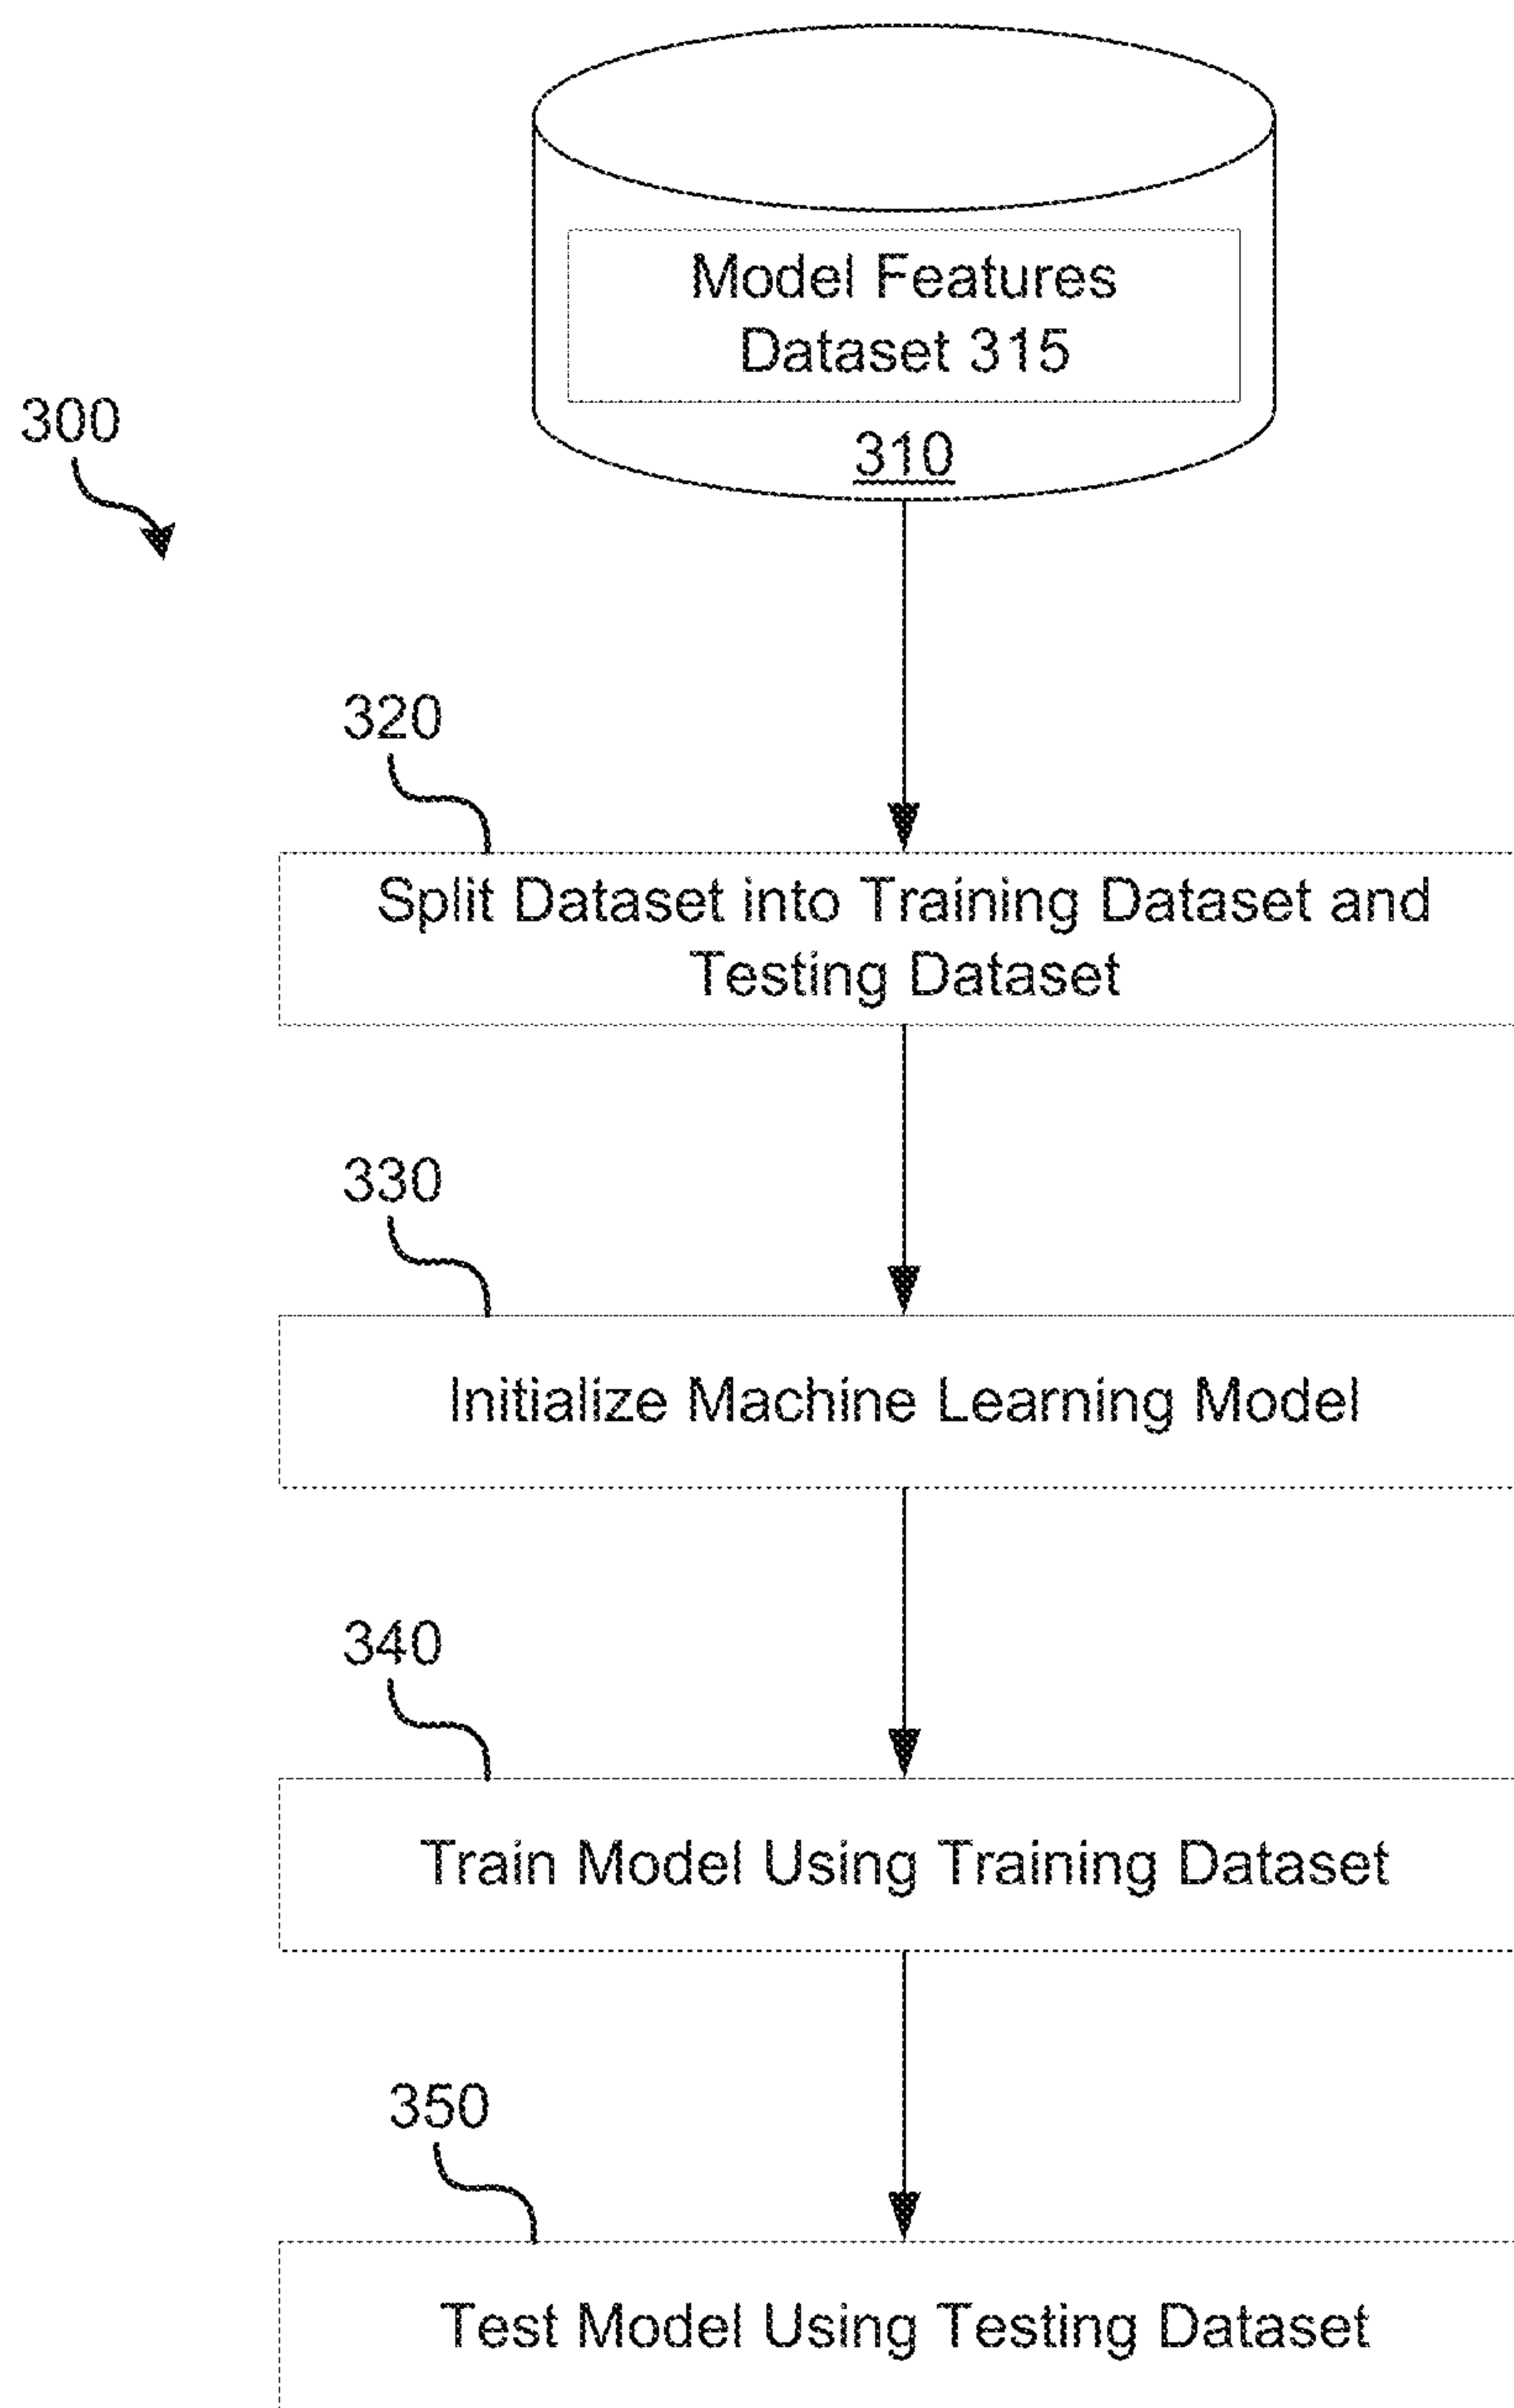 Model Features
Dataset 315
310
300
320
Split Dataset into Training Dataset and
Testing Dataset
330
Initialize Machine Learning Model
340
Train Model Using Training Dataset
350
Test Model Using Testing Dataset